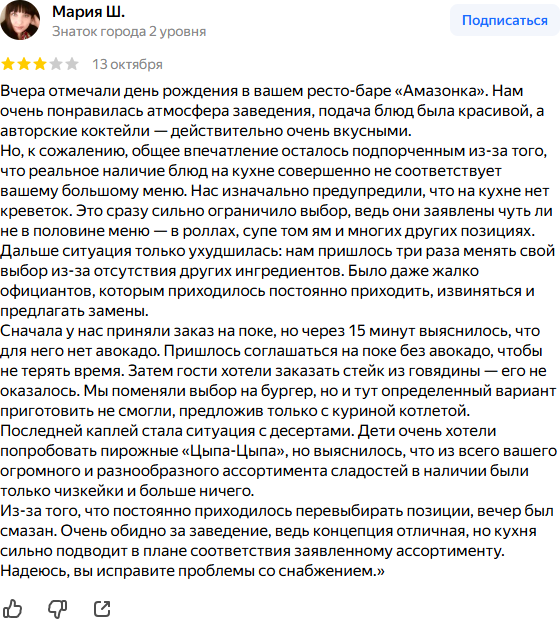 Мария Ш.
Подписаться
Знаток города 2 уровня
13 октября
Вчера отмечали день рождения в вашем ресто-баре «Амазонка». Нам
очень понравилась атмосфера заведения, подача блюд была красивой, а
авторские коктейли — действительно очень вкусными.
Но, к сожалению, общее впечатление осталось подпорченным из-за того,
что реальное наличие блюд на кухне совершенно не соответствует
вашему большому меню. Нас изначально предупредили, что на кухне нет
креветок. Это сразу сильно ограничило выбор, ведь они заявлены чуть ли
не в половине меню — в роллах, супе том ям и многих других позициях.
Дальше ситуация только ухудшилась: нам пришлось три раза менять свой
выбор из-за отсутствия других ингредиентов. Было даже жалко
официантов, которым приходилось постоянно приходить, извиняться и
предлагать замены.
Сначала у нас приняли заказ на поке, но через 15 минут выяснилось, что
для него нет авокадо. Пришлось соглашаться на поке без авокадо, чтобы
не терять время. Затем гости хотели заказать стейк из говядины — его не
оказалось. Мы поменяли выбор на бургер, но и тут определенный вариант
приготовить не смогли, предложив только с куриной котлетой.
Последней каплей стала ситуация с десертами. Дети очень хотели
попробовать пирожные «Цыпа-Цыпа», но выяснилось, что из всего вашего
огромного и разнообразного ассортимента сладостей в наличии были
только чизкейки и больше ничего.
Из-за того, что постоянно приходилось перевыбирать позиции, вечер был
смазан. Очень обидно за заведение, ведь концепция отличная, но кухня
сильно подводит в плане соответствия заявленному ассортименту.
Надеюсь, вы исправите проблемы со снабжением.»